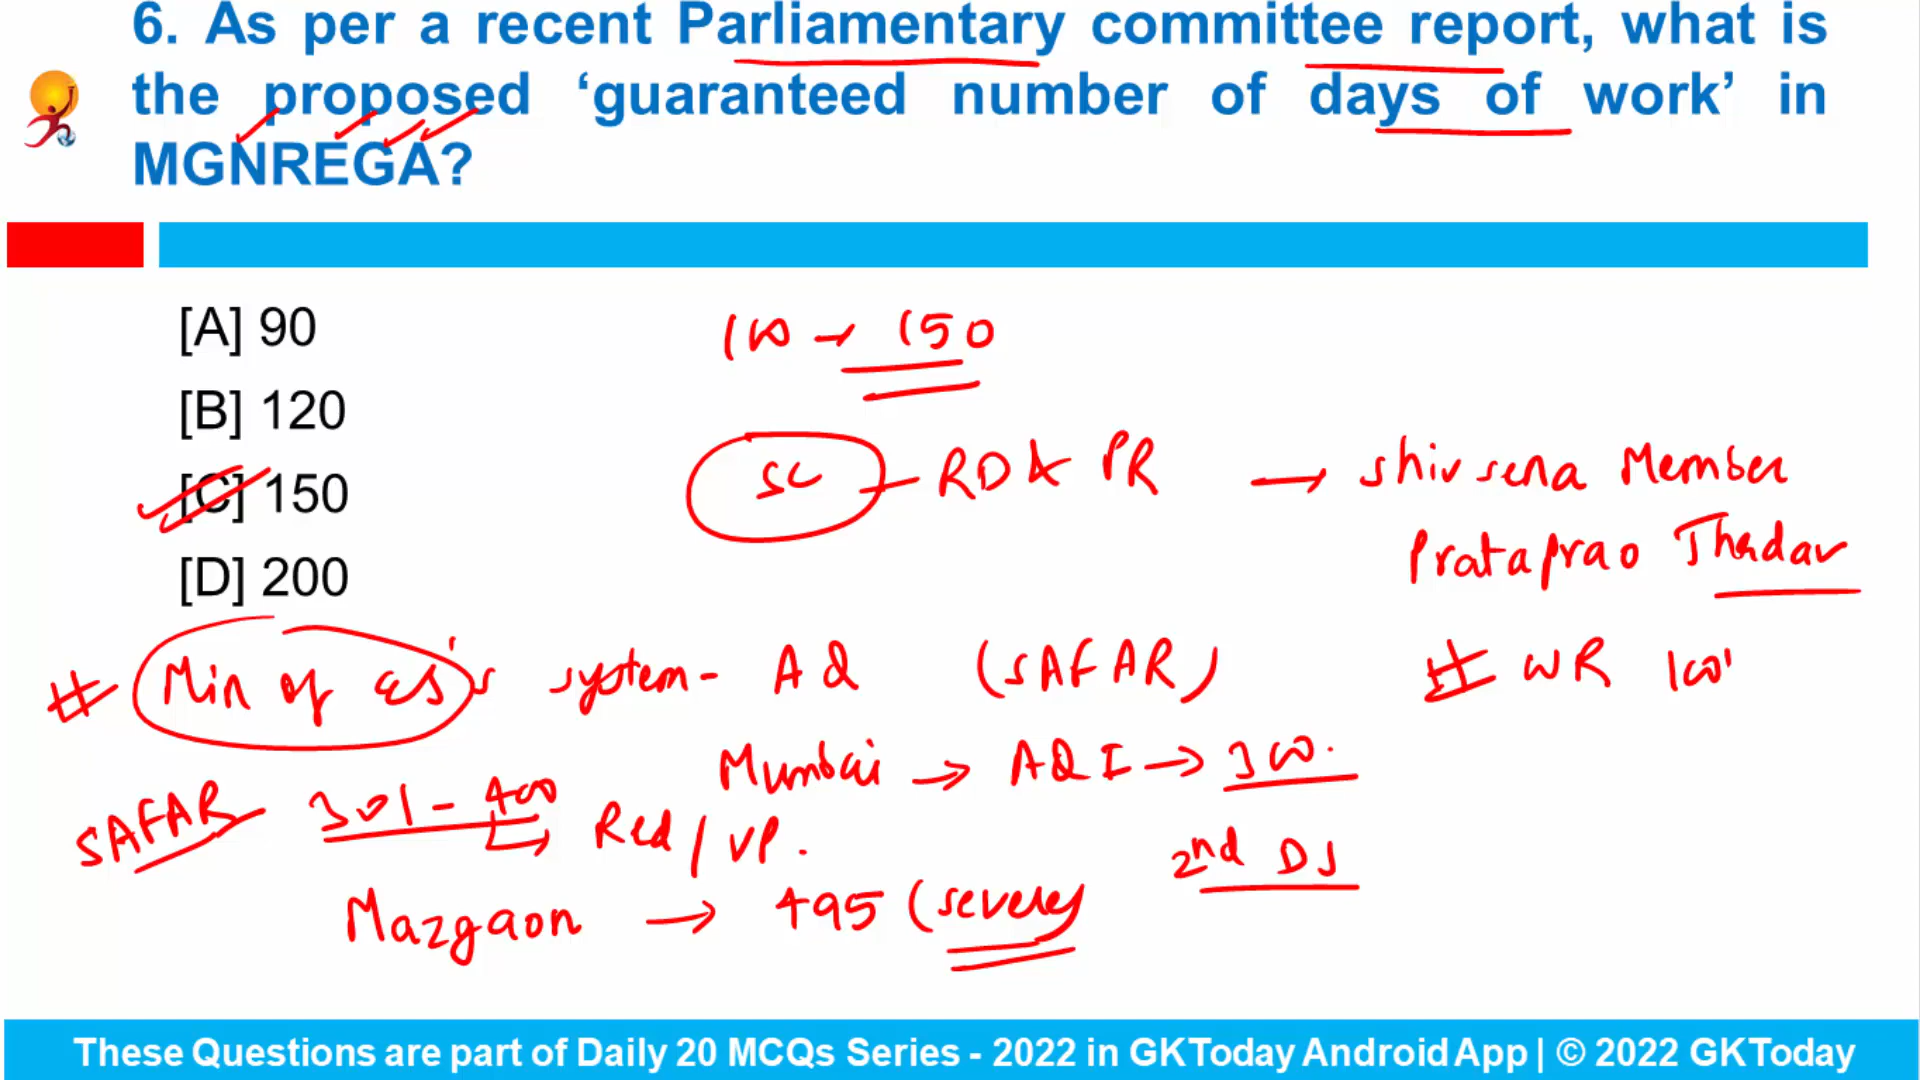 6. As per a recent Parliamentary committee report, what is
the proposed ‘guaranteed number of days of work’ in
MGNREGA?
[A] 90
100 → 150
[B] 120
SC - RD & PR → Shivsena Member
[C] 150
Prataprao Jhadav
[D] 200
# Min of ES's system - AQ (SAFAR)
# WR 100'
Mumbai → AQI → 300.
SAFAR 301 - 400 → Red / VP.
2nd DS
Mazgaon → 495 (severe)
These Questions are part of Daily 20 MCQs Series - 2022 in GKToday Android App | © 2022 GKToday